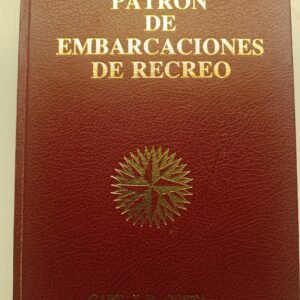 PATRON
DE
EMBARCACIONES
DE RECREO